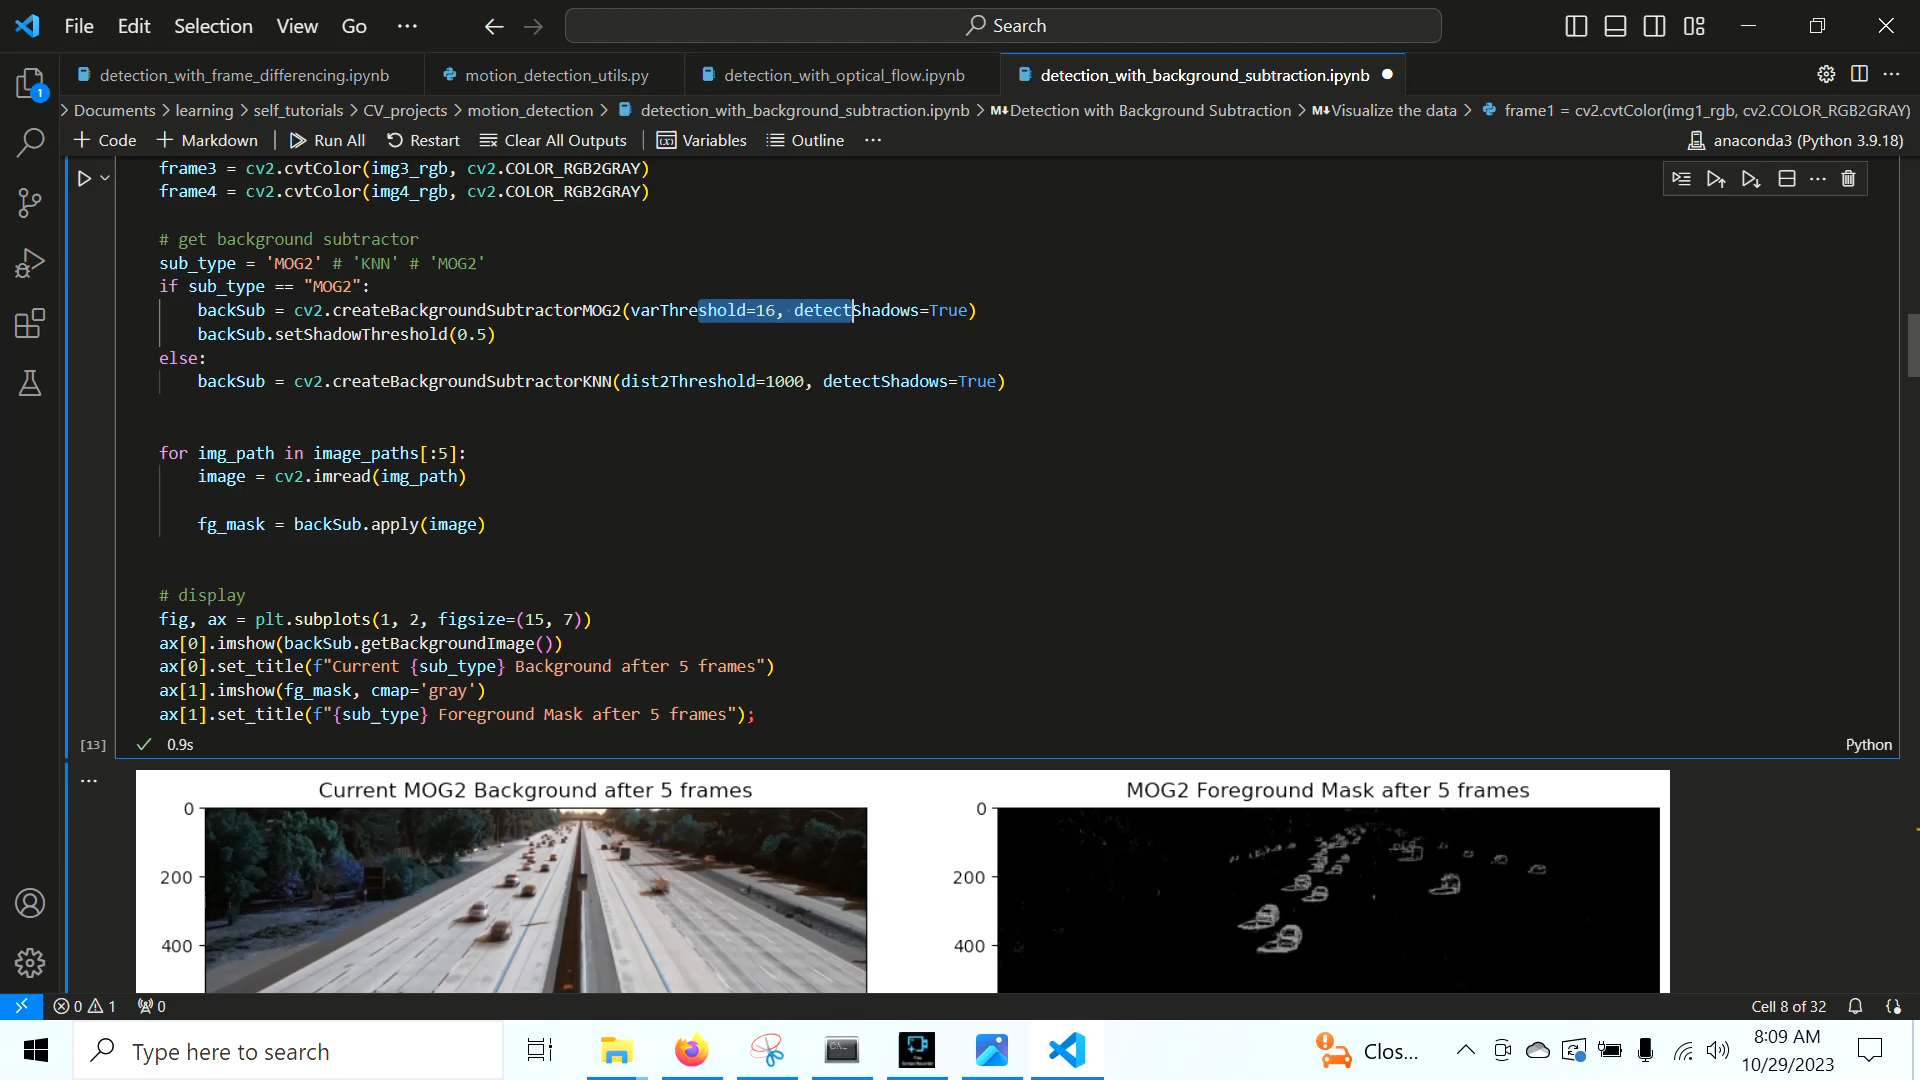 File Edit Selection View Go ··· Search
detection_with_frame_differencing.ipynb motion_detection_utils.py detection_with_optical_flow.ipynb detection_with_background_subtraction.ipynb
1
> Documents > learning > self_tutorials > CV_projects > motion_detection > detection_with_background_subtraction.ipynb > M↓Detection with Background Subtraction > M↓Visualize the data > frame1 = cv2.cvtColor(img1_rgb, cv2.COLOR_RGB2GRAY)
+ Code + Markdown Run All Restart Clear All Outputs Variables Outline ··· anaconda3 (Python 3.9.18)
frame3 = cv2.cvtColor(img3_rgb, cv2.COLOR_RGB2GRAY)
frame4 = cv2.cvtColor(img4_rgb, cv2.COLOR_RGB2GRAY)
# get background subtractor
sub_type = 'MOG2' # 'KNN' # 'MOG2'
if sub_type == "MOG2":
backSub = cv2.createBackgroundSubtractorMOG2(varThreshold=16, detectShadows=True)
backSub.setShadowThreshold(0.5)
else:
backSub = cv2.createBackgroundSubtractorKNN(dist2Threshold=1000, detectShadows=True)
for img_path in image_paths[:5]:
image = cv2.imread(img_path)
fg_mask = backSub.apply(image)
# display
fig, ax = plt.subplots(1, 2, figsize=(15, 7))
ax[0].imshow(backSub.getBackgroundImage())
ax[0].set_title(f"Current {sub_type} Background after 5 frames")
ax[1].imshow(fg_mask, cmap='gray')
ax[1].set_title(f"{sub_type} Foreground Mask after 5 frames");
[13] 0.9s Python
Current MOG2 Background after 5 frames MOG2 Foreground Mask after 5 frames
0 0
200 200
400 400
0 1 0 Cell 8 of 32
Type here to search Clos... 8:09 AM
10/29/2023